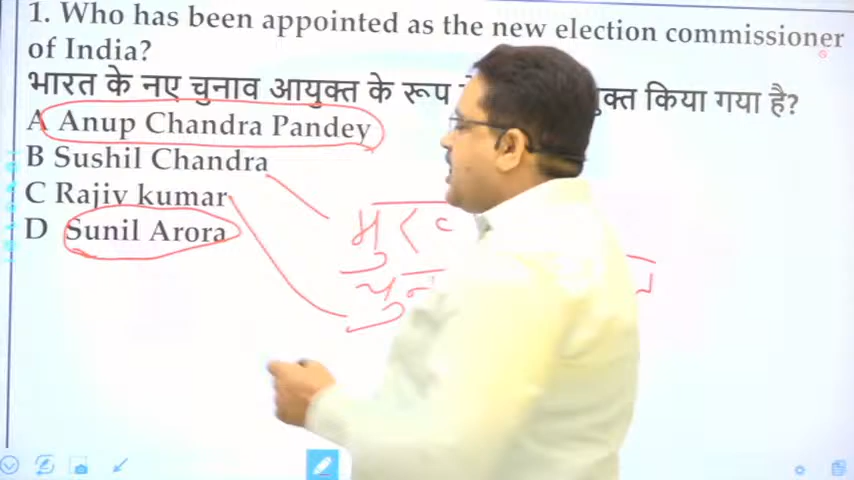 1. Who has been appointed as the new election commissioner
of India?
भारत के नए चुनाव आयुक्त के रूप किया गया है?
A Anup Chandra Pandey
B Sushil Chandra
C Rajiv kumar
D Sunil Arora